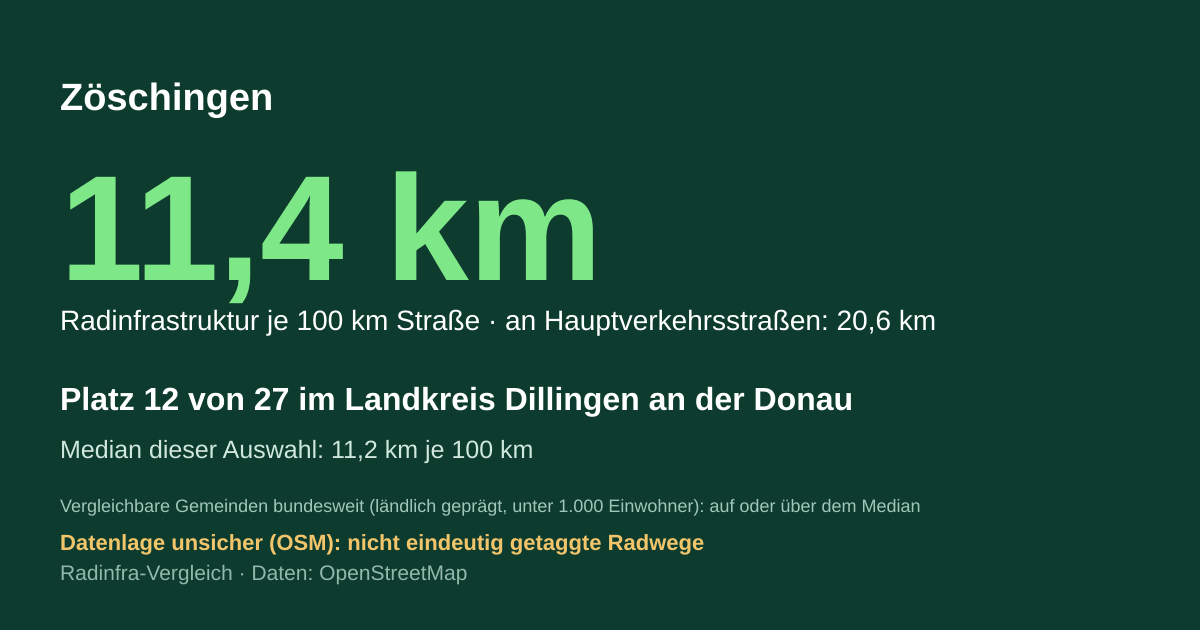 Zöschingen
11,4 km
Radinfrastruktur je 100 km Straße · an Hauptverkehrsstraßen: 20,6 km
Platz 12 von 27 im Landkreis Dillingen an der Donau
Median dieser Auswahl: 11,2 km je 100 km
Vergleichbare Gemeinden bundesweit (ländlich geprägt, unter 1.000 Einwohner): auf oder über dem Median
Datenlage unsicher (OSM): nicht eindeutig getaggte Radwege
Radinfra-Vergleich · Daten: OpenStreetMap